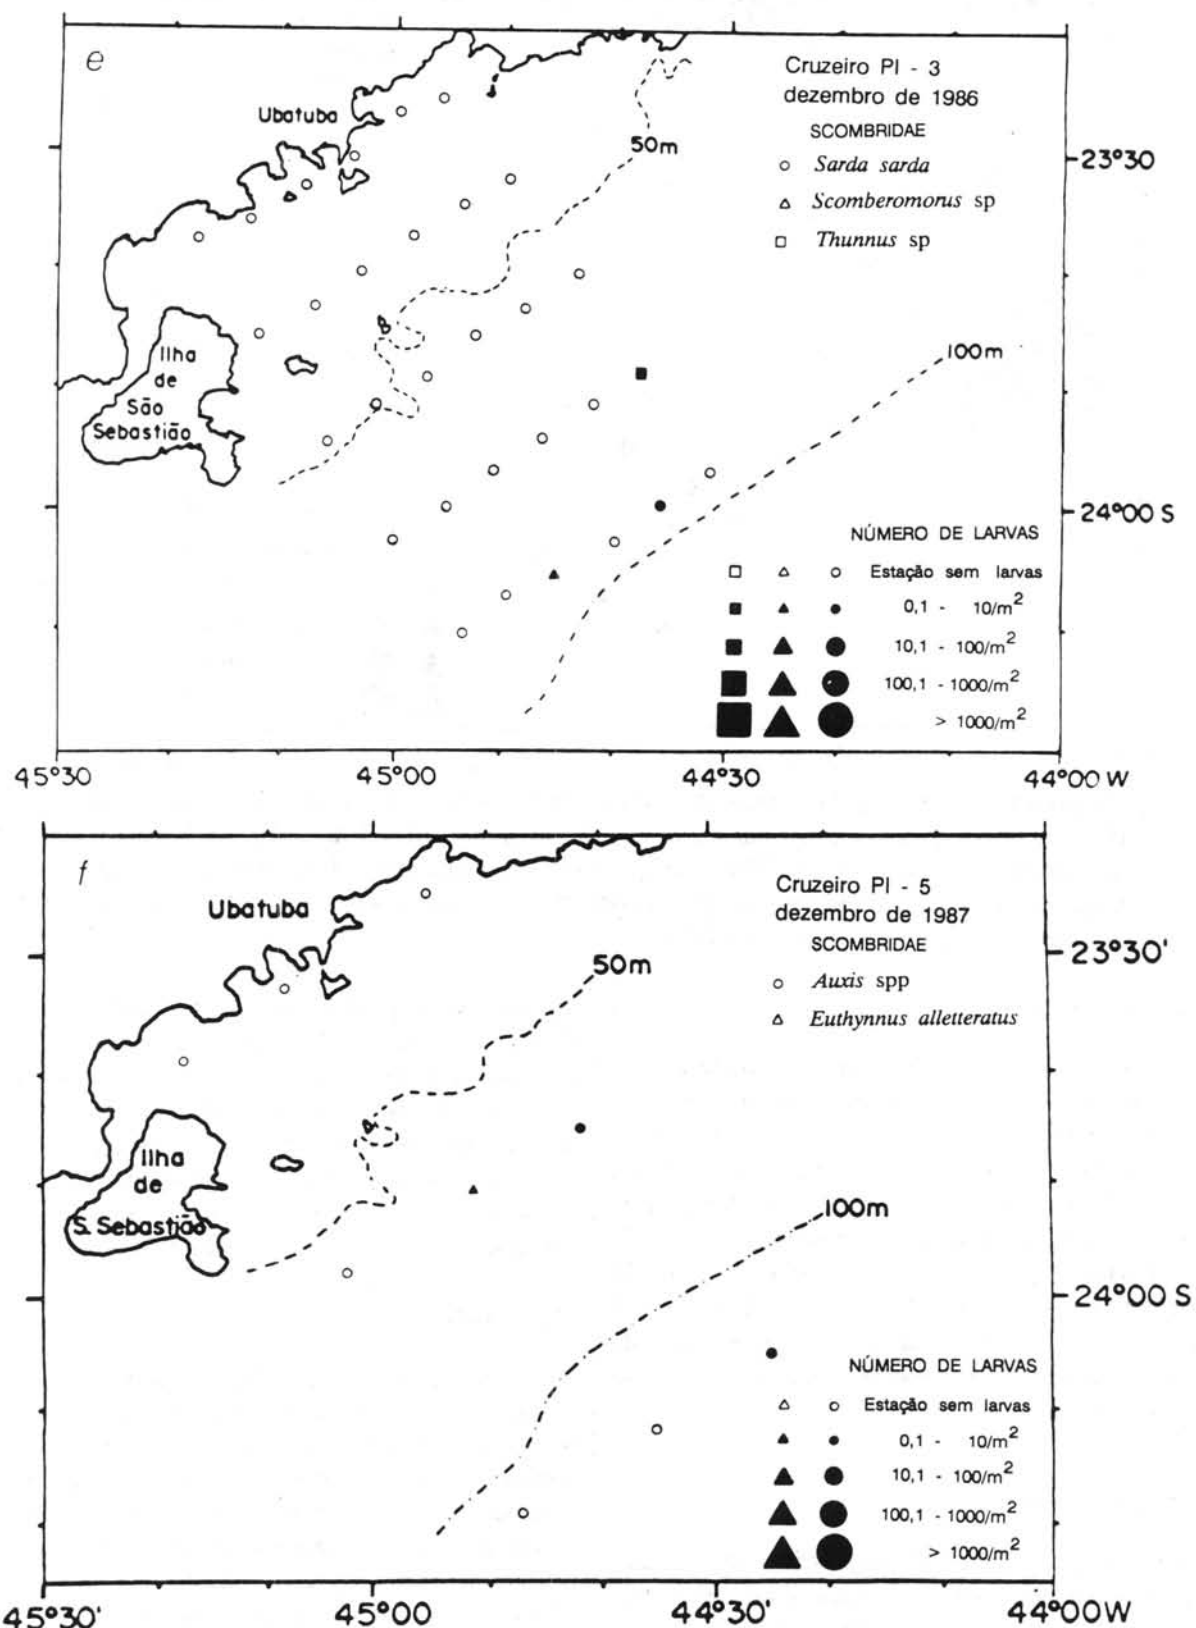 e
Cruzeiro PI - 3
dezembro de 1986
SCOMBRIDAE
Sarda sarda
Scomberomorus sp
Thunnus sp
Ubatuba
50m
23°30
100m
Ilha
de
São
Sebastião
24°00 S
NÚMERO DE LARVAS
Estação sem larvas
0,1 - 10/m²
10,1 - 100/m²
100,1 - 1000/m²
> 1000/m²
45°30
45°00
44°30
44°00 W
f
Cruzeiro PI - 5
dezembro de 1987
SCOMBRIDAE
Auxis spp
Euthynnus alletteratus
Ubatuba
50m
23°30'
Ilha
de
S. Sebastião
100m
24°00 S
NÚMERO DE LARVAS
Estação sem larvas
0,1 - 10/m²
10,1 - 100/m²
100,1 - 1000/m²
> 1000/m²
45°30'
45°00
44°30'
44°00W